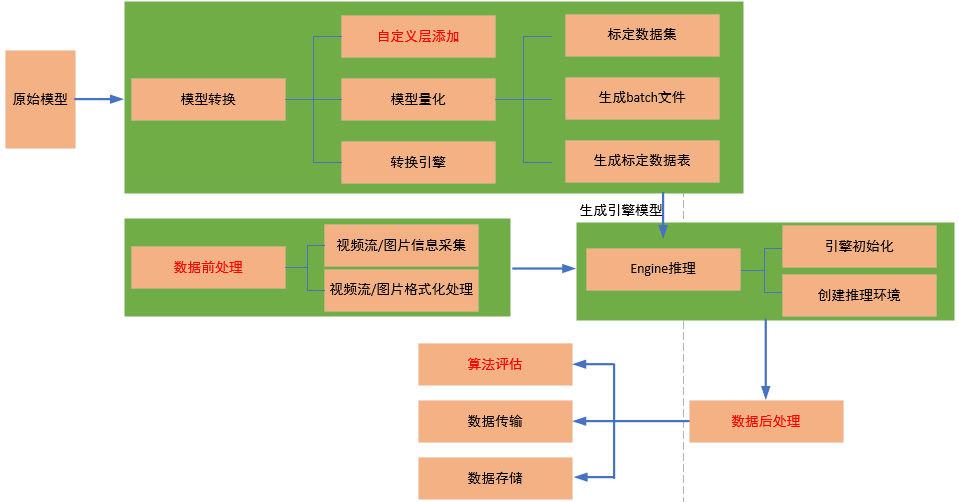 原始模型
模型转换
自定义层添加
模型量化
转换引擎
标定数据集
生成batch文件
生成标定数据表
生成引擎模型
数据前处理
视频流/图片信息采集
视频流/图片格式化处理
Engine推理
引擎初始化
创建推理环境
算法评估
数据传输
数据存储
数据后处理